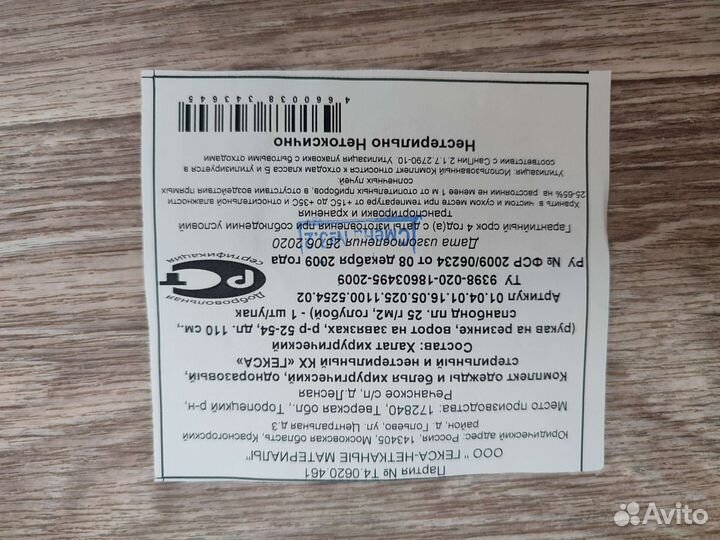 Партия № Т4.0620.461
ООО "ГЕКСА-НЕТКАНЫЕ МАТЕРИАЛЫ"
Юридический адрес: Россия, 143405, Московская область, Красногорский
район, д. Гольево, ул. Центральная д.3
Место производства: 172840, Тверская обл., Торопецкий р-н,
Речанское с/п, д.Лесная
Комплект одежды и белья хирургический, одноразовый,
стерильный и нестерильный КХ «ГЕКСА»
Состав: Халат хирургический
(рукав на резинке, ворот на завязках, р-р 52-54, дл. 110 см.,
спанбонд пл. 25 г/м2, голубой) - 1 шт/упак
Артикул 01.04.01.16.05.025.1100.5254.02
ТУ 9398-020-18603495-2009
РУ № ФСР 2009/06234 от 08 декабря 2009 года
Добровольная
РСТ
сертификация
Дата изготовления 25.06.2020
Смена №3.2
Гарантийный срок 4 года(а) с даты изготовления при соблюдении условий
транспортировки и хранения
Хранить в чистом и сухом месте при температуре от +15С до +35С и относительной влажности
25-65% на расстоянии не менее 1 м от отопительных приборов, в отсутствии воздействия прямых
солнечных лучей.
Утилизация: Использованный Комплект относится к отходам класса Б и утилизируется в
соответствии с СанПин 2.1.7.2790-10. Утилизация упаковки с бытовыми отходами
Нестерильно Нетоксично
4 600038 343645
Avito